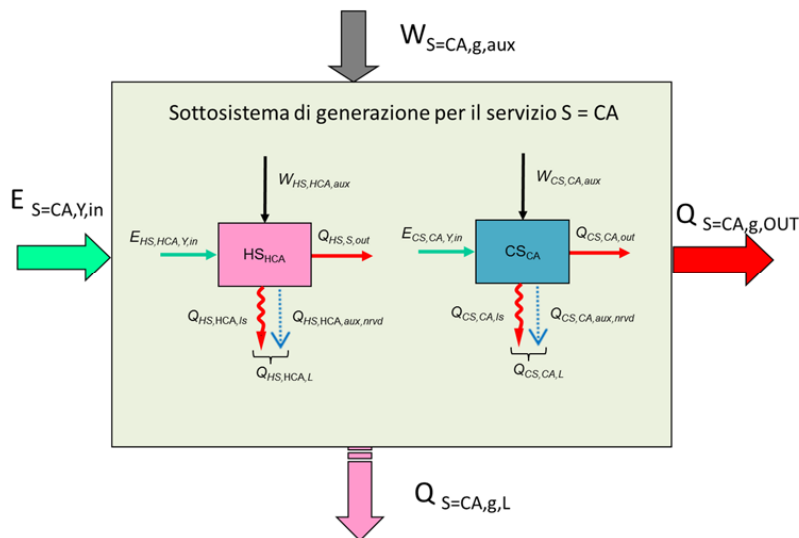 W S=CA,g,aux
Sottosistema di generazione per il servizio S = CA
E S=CA,Y,in
W HS,HCA,aux
E HS,HCA,Y,in
HS HCA
Q HS,S,out
Q HS,HCA,ls
Q HS,HCA,aux,nrvd
Q HS,HCA,L
W CS,CA,aux
E CS,CA,Y,in
CS CA
Q CS,CA,out
Q CS,CA,ls
Q CS,CA,aux,nrvd
Q CS,CA,L
Q S=CA,g,OUT
Q S=CA,g,L